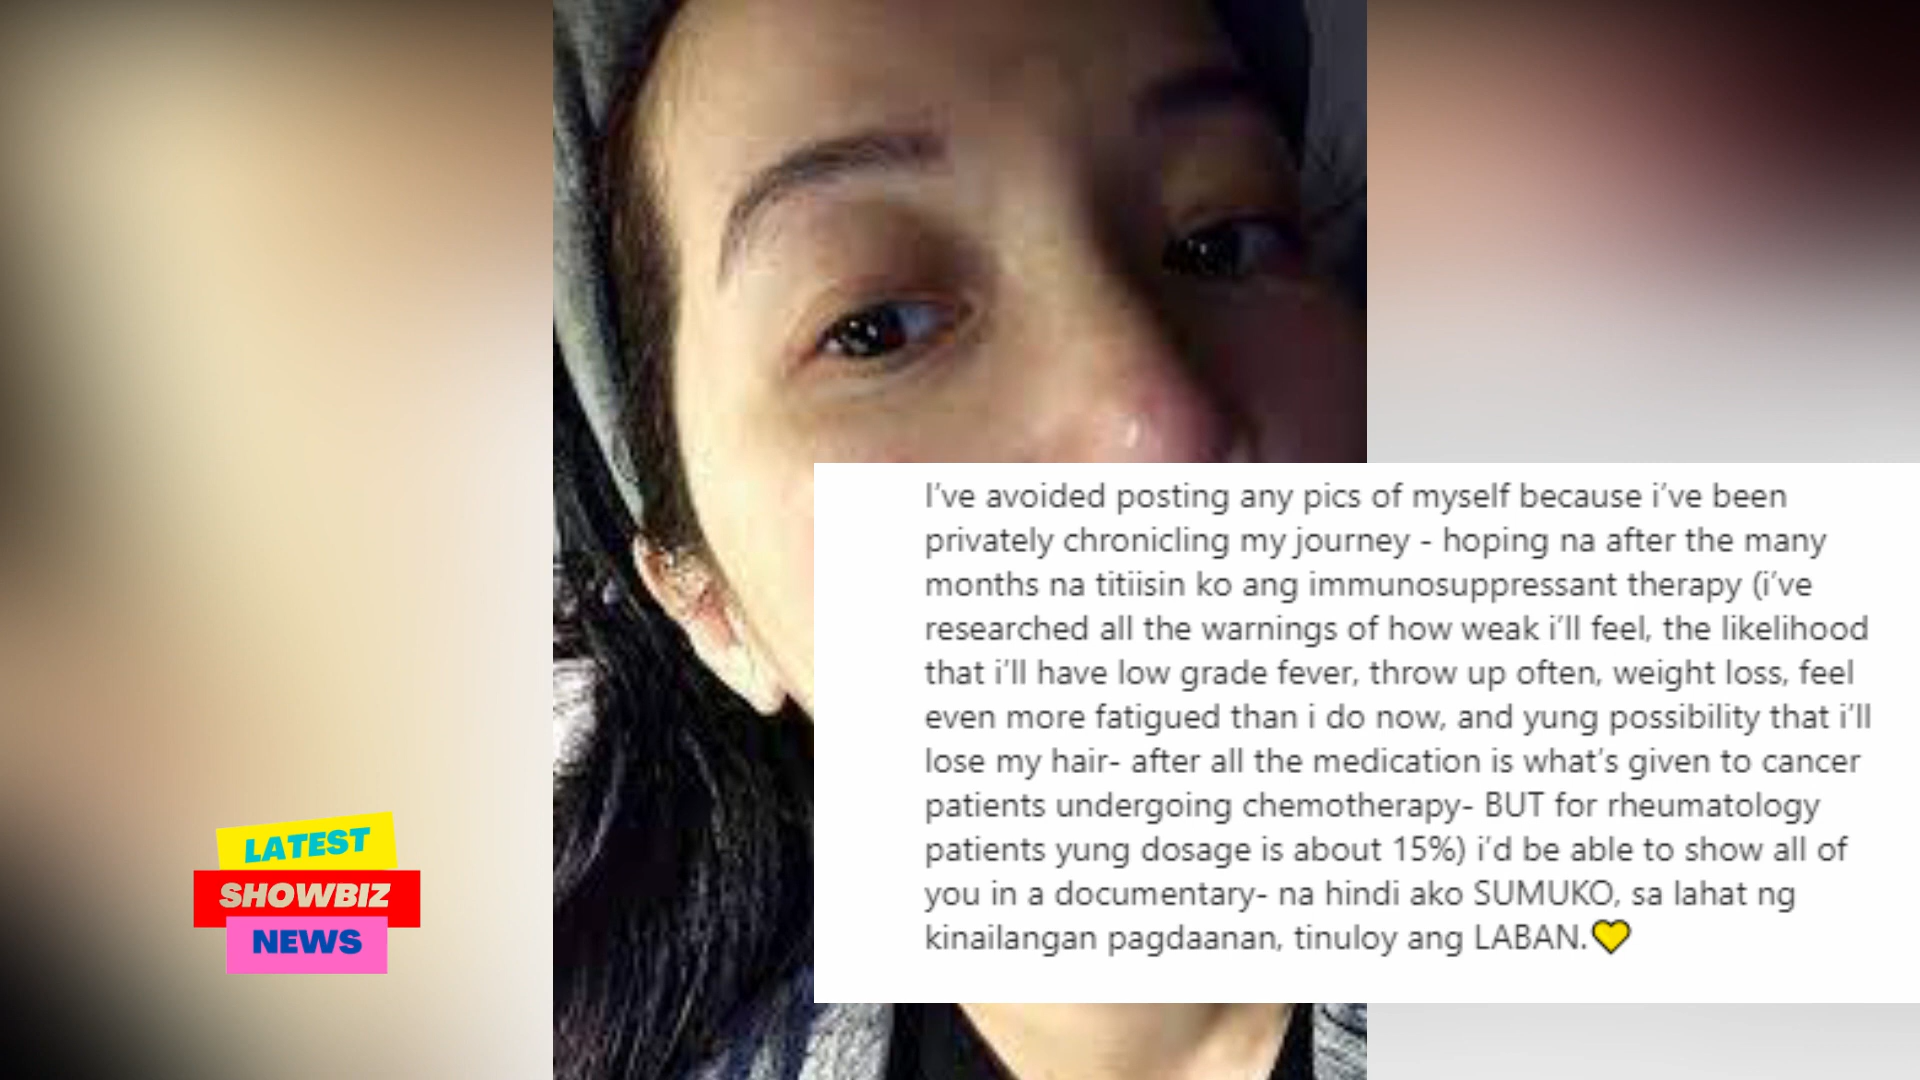 I've avoided posting any pics of myself because i've been
privately chronicling my journey - hoping na after the many
months na titiisin ko ang immunosuppressant therapy (i've
researched all the warnings of how weak i'll feel, the likelihood
that i'll have low grade fever, throw up often, weight loss, feel
even more fatigued than i do now, and yung possibility that i'll
lose my hair- after all the medication is what's given to cancer
patients undergoing chemotherapy- BUT for rheumatology
patients yung dosage is about 15%) i'd be able to show all of
you in a documentary- na hindi ako SUMUKO, sa lahat ng
kinailangan pagdaanan, tinuloy ang LABAN.💛
LATEST
SHOWBIZ
NEWS